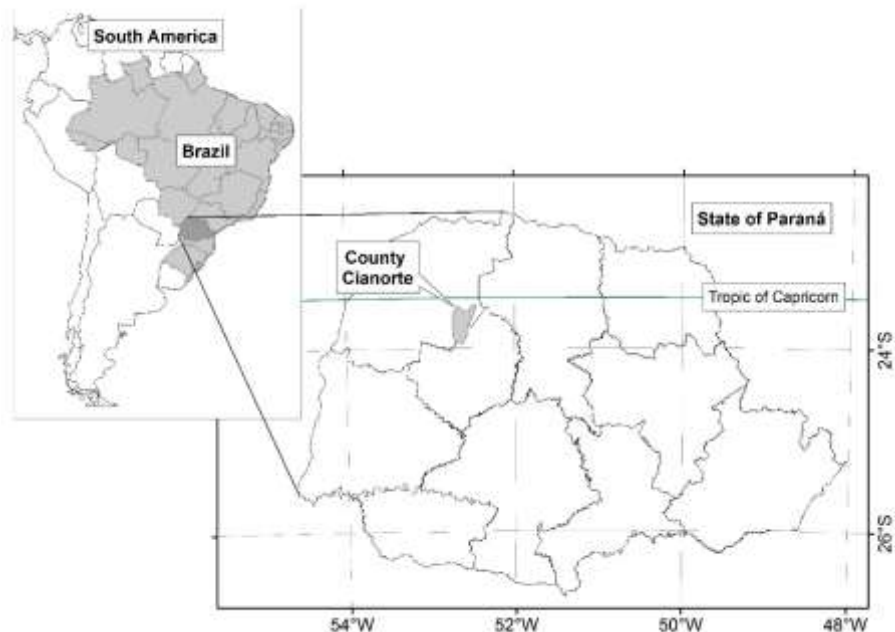 South America
Brazil
State of Paraná
County
Cianorte
Tropic of Capricorn
24°S
26°S
54°W
52°W
50°W
48°W